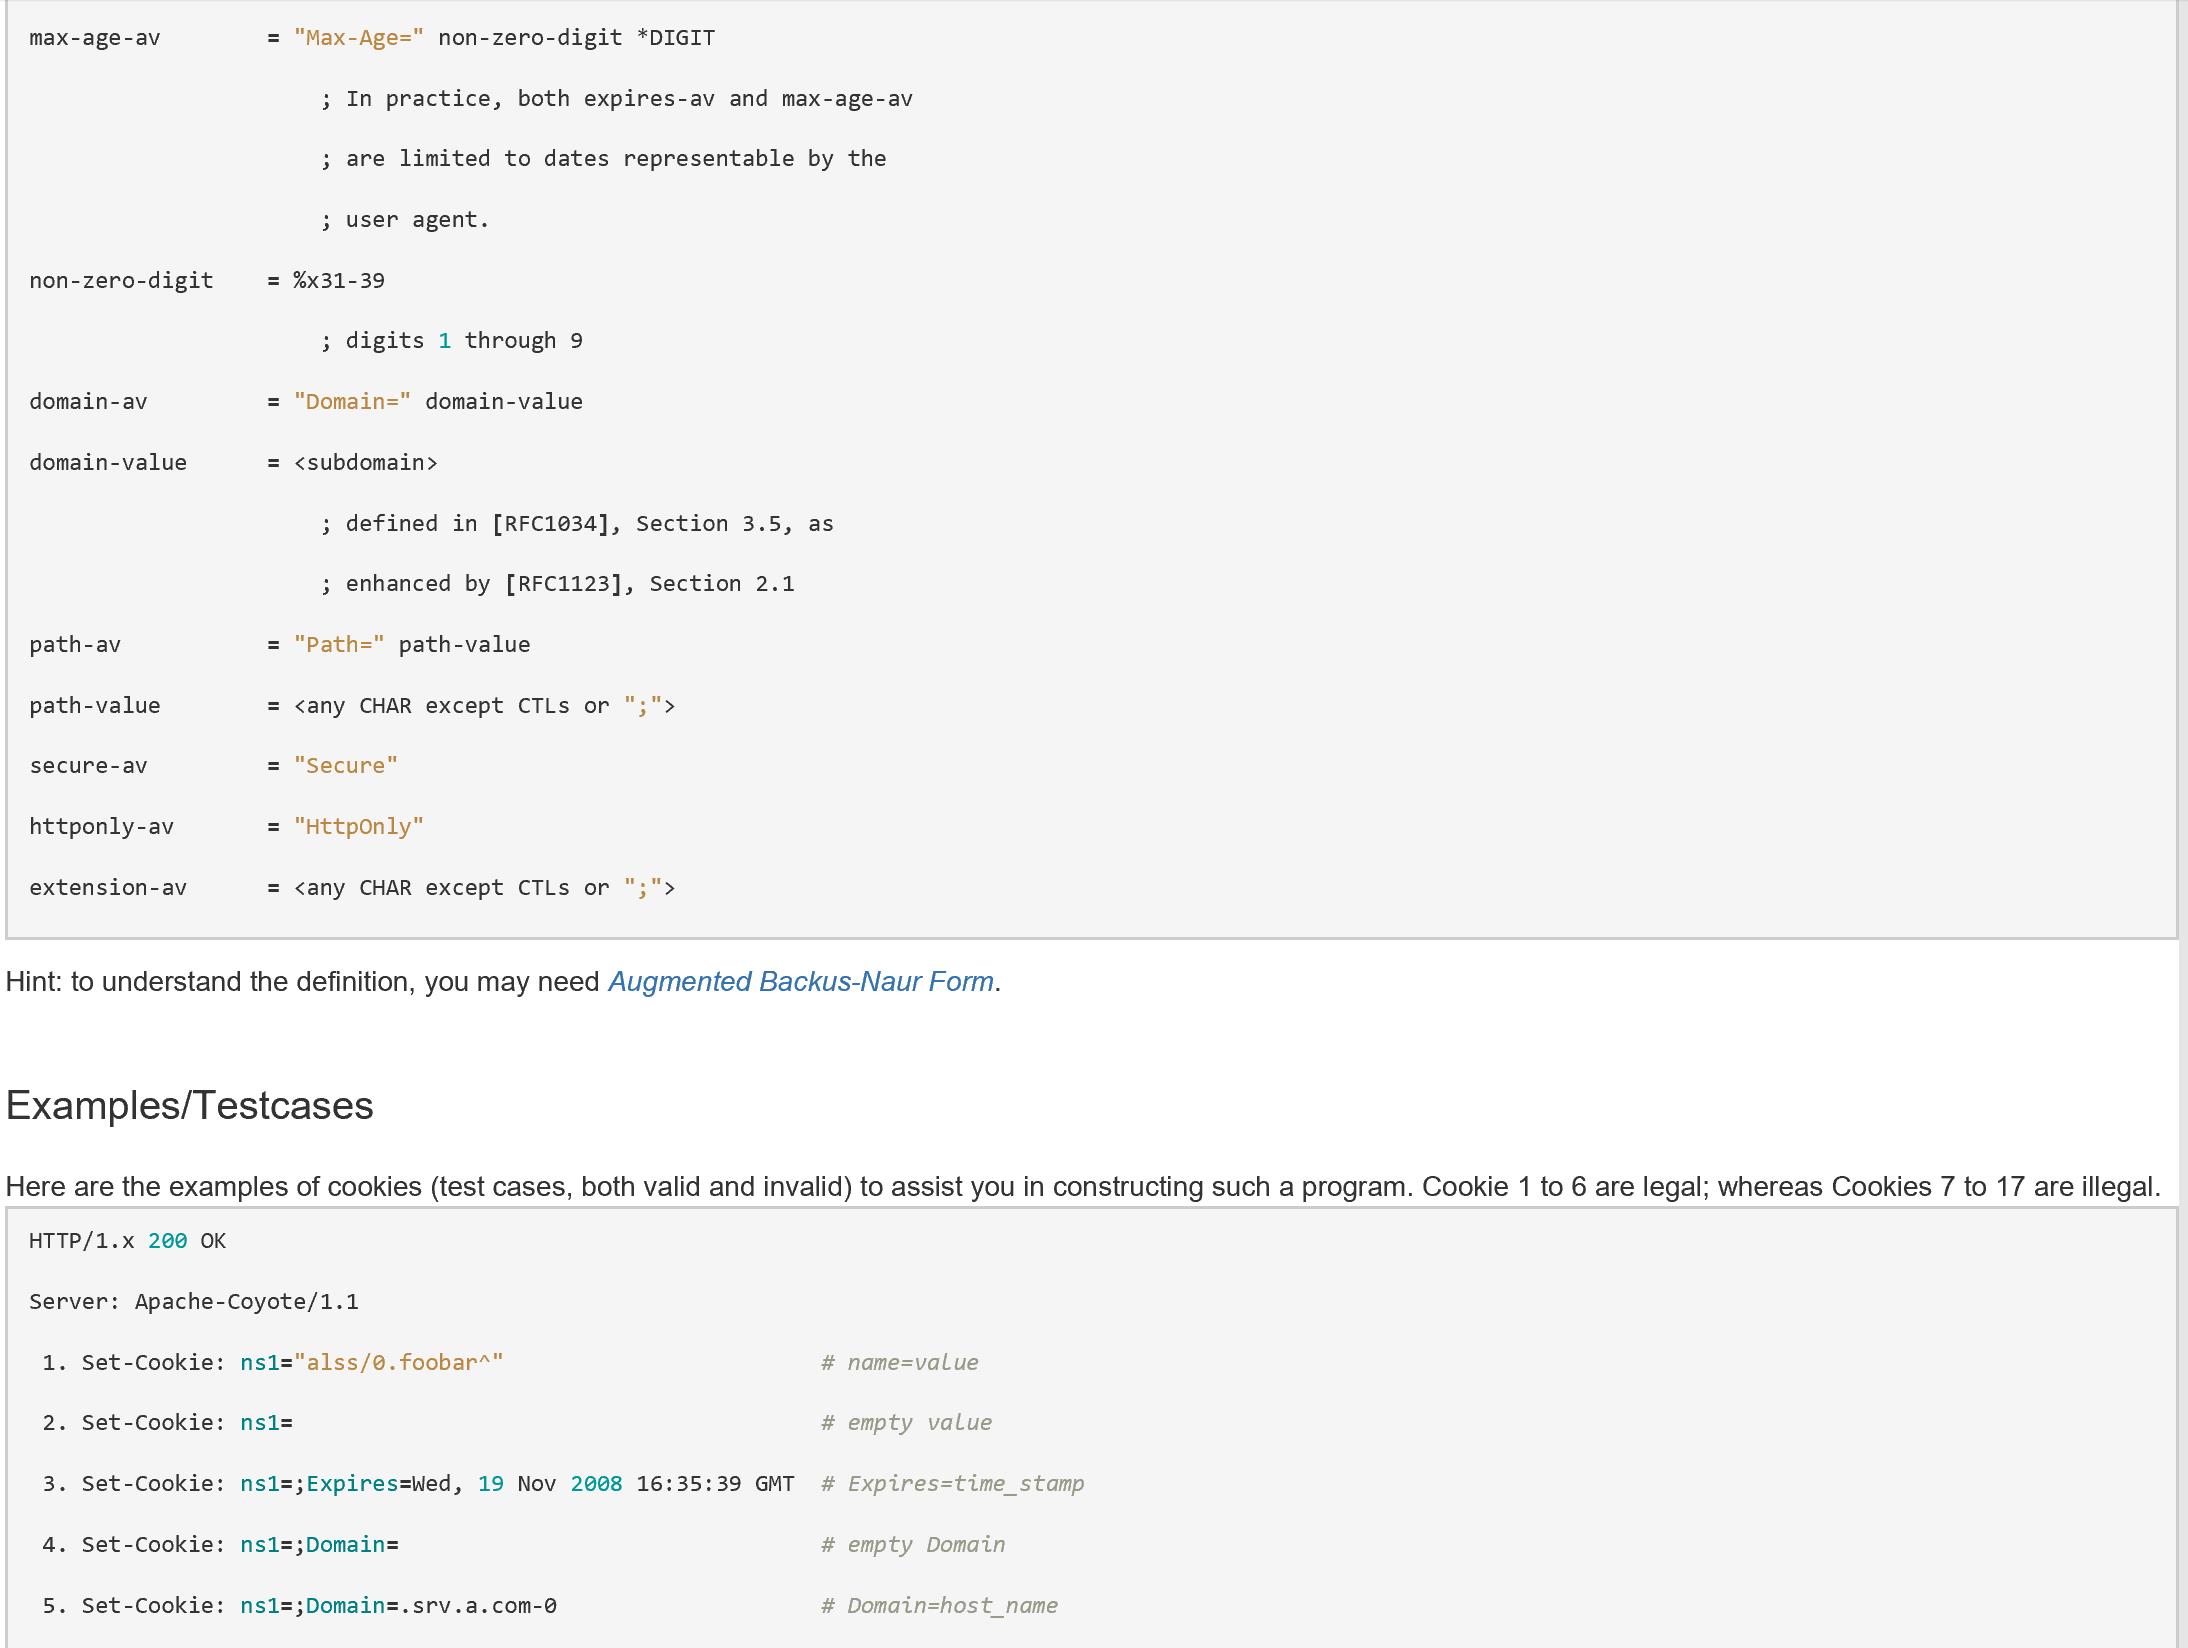 max-age-av        = "Max-Age=" non-zero-digit *DIGIT
; In practice, both expires-av and max-age-av
; are limited to dates representable by the
; user agent.
non-zero-digit    = %x31-39
; digits 1 through 9
domain-av         = "Domain=" domain-value
domain-value      = <subdomain>
; defined in [RFC1034], Section 3.5, as
; enhanced by [RFC1123], Section 2.1
path-av           = "Path=" path-value
path-value        = <any CHAR except CTLs or ";">
secure-av         = "Secure"
httponly-av       = "HttpOnly"
extension-av      = <any CHAR except CTLs or ";">
Hint: to understand the definition, you may need Augmented Backus-Naur Form.
Examples/Testcases
Here are the examples of cookies (test cases, both valid and invalid) to assist you in constructing such a program. Cookie 1 to 6 are legal; whereas Cookies 7 to 17 are illegal.
HTTP/1.x 200 OK
Server: Apache-Coyote/1.1
1. Set-Cookie: ns1="alss/0.foobar^"                        # name=value
2. Set-Cookie: ns1=                                        # empty value
3. Set-Cookie: ns1=;Expires=Wed, 19 Nov 2008 16:35:39 GMT  # Expires=time_stamp
4. Set-Cookie: ns1=;Domain=                                # empty Domain
5. Set-Cookie: ns1=;Domain=.srv.a.com-0                    # Domain=host_name